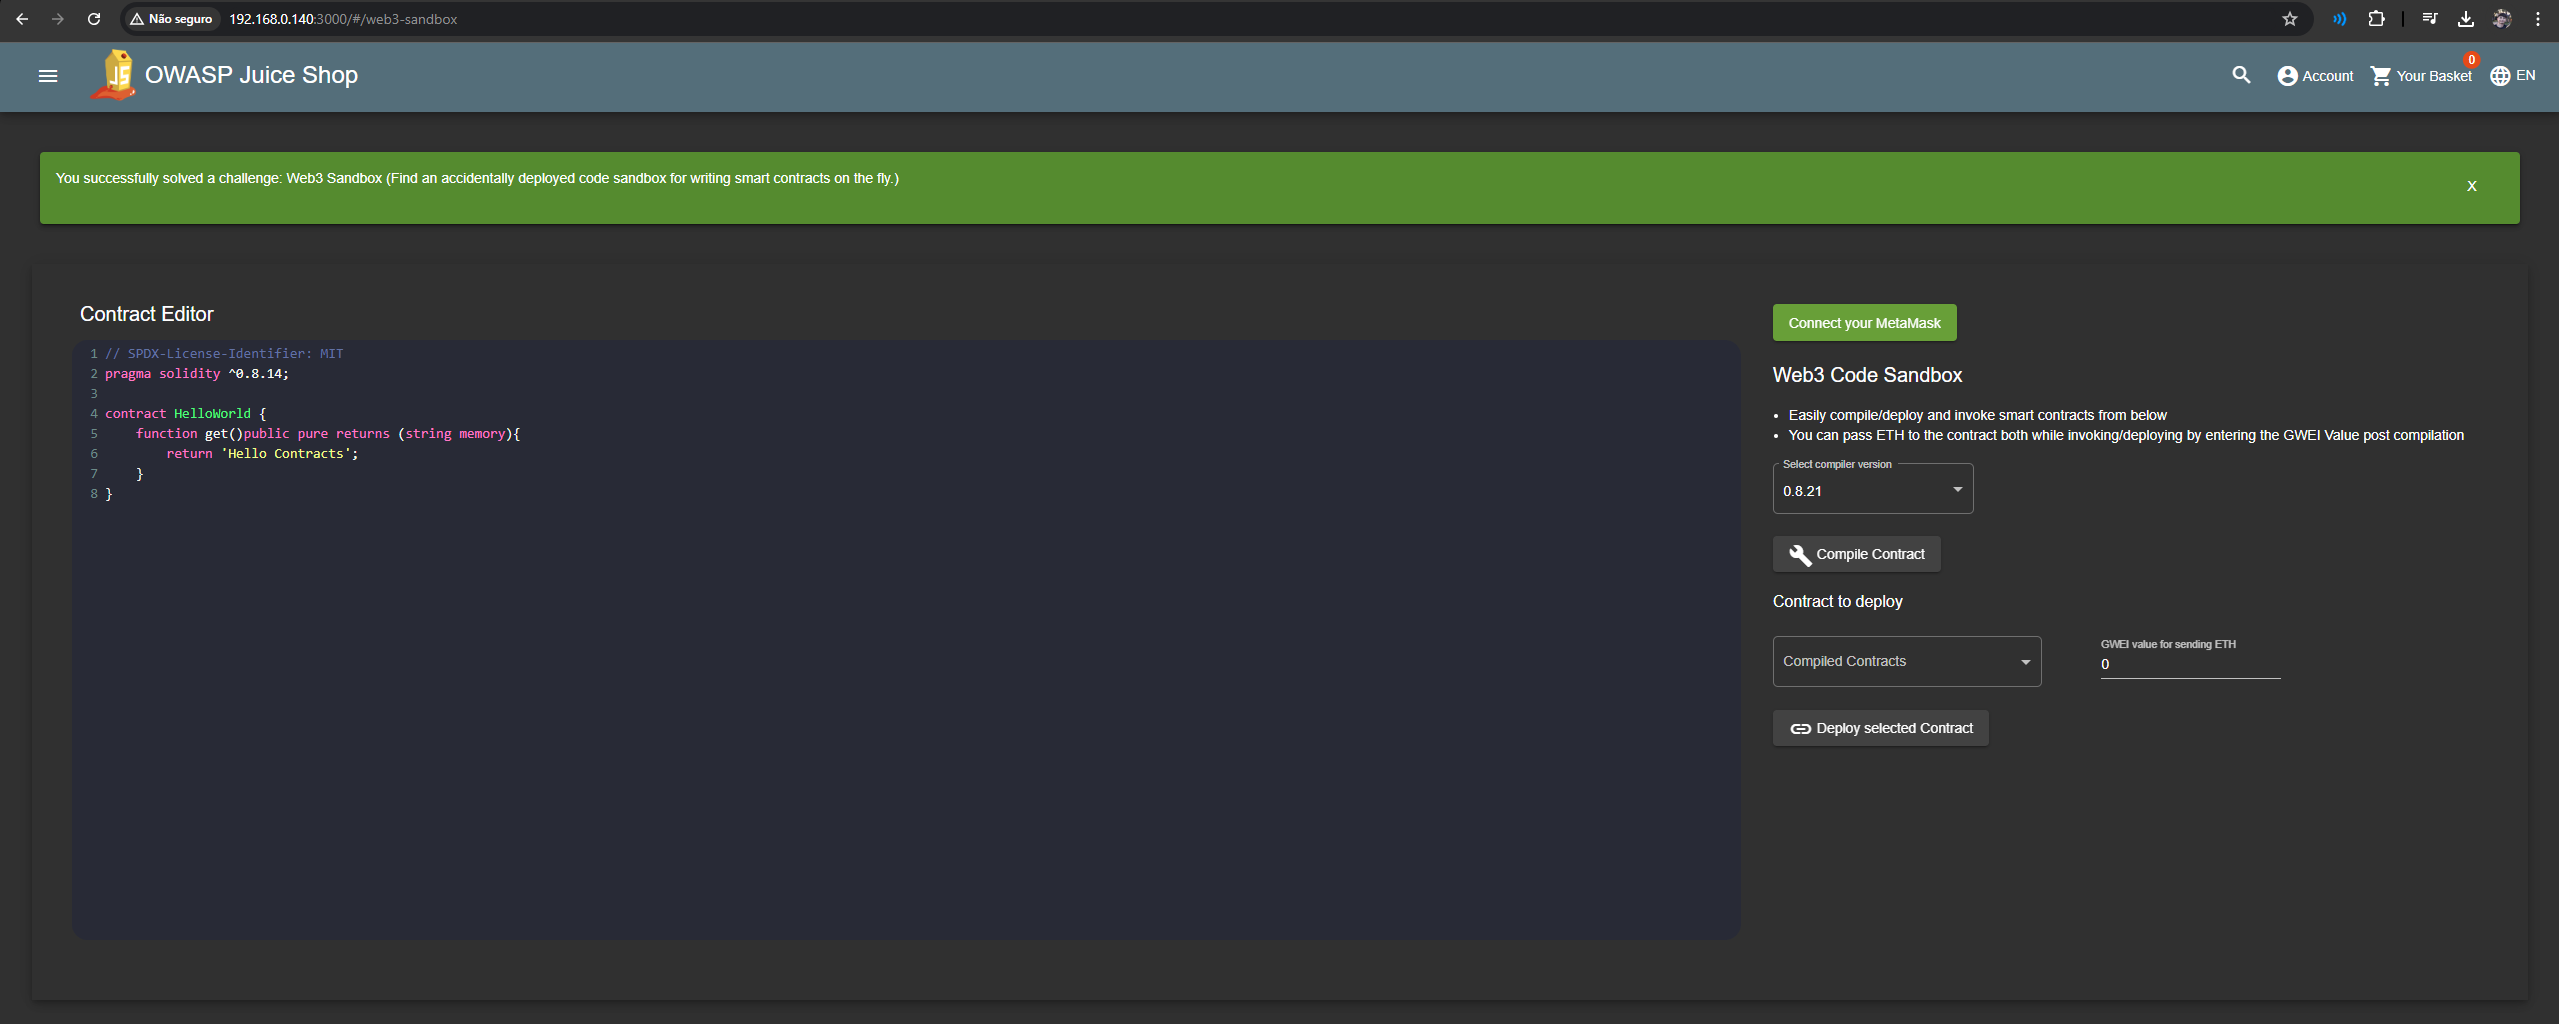 Não seguro
192.168.0.140:3000/#/web3-sandbox
JS
OWASP Juice Shop
Account
Your Basket
0
EN
You successfully solved a challenge: Web3 Sandbox (Find an accidentally deployed code sandbox for writing smart contracts on the fly.)
X
Contract Editor
1 // SPDX-License-Identifier: MIT
2 pragma solidity ^0.8.14;
3
4 contract HelloWorld {
5     function get()public pure returns (string memory){
6         return 'Hello Contracts';
7     }
8 }
Connect your MetaMask
Web3 Code Sandbox
• Easily compile/deploy and invoke smart contracts from below
• You can pass ETH to the contract both while invoking/deploying by entering the GWEI Value post compilation
Select compiler version
0.8.21
Compile Contract
Contract to deploy
Compiled Contracts
GWEI value for sending ETH
0
Deploy selected Contract